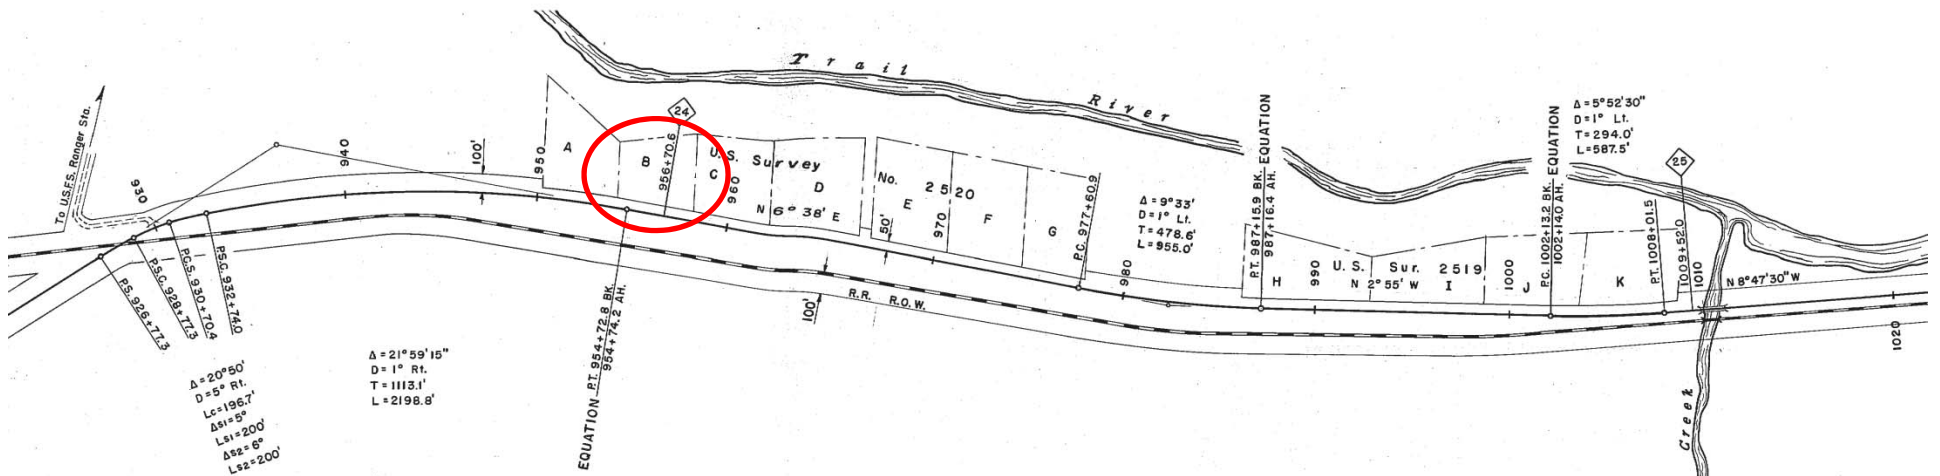 Trail
River
To U.S.F.S. Ranger Sta.
930
940
100'
950
A
B
24
956+70.6
U.S. Survey
C
960
D
N 6° 38' E
No. 2520
E
50'
970
F
G
P.C. 977+60.9
980
Δ = 9°33'
D = 1° Lt.
T = 478.6'
L = 955.0'
P.T. 987+15.9 BK. EQUATION
987+16.4 AH.
H
990
U.S. Sur. 2519
N 2° 55' W
I
1000
J
P.C. 1002+13.2 BK. EQUATION
1002+14.0 AH.
Δ = 5°52'30"
D = 1° Lt.
T = 294.0'
L = 587.5'
K
P.T. 1008+01.5
25
1009+52.0
1010
N 8°47'30" W
1020
Creek
R.R. R.O.W.
100'
P.S. 926+77.3
P.S.C. 928+77.3
P.C.S. 930+70.4
P.S.C. 932+74.0
Δ = 20°50'
D = 5° Rt.
Lc = 196.7'
Δs1 = 5°
Ls1 = 200'
Δs2 = 6°
Ls2 = 200'
Δ = 21°59'15"
D = 1° Rt.
T = 1113.1'
L = 2198.8'
EQUATION P.T. 954+72.8 BK.
954+74.2 AH.